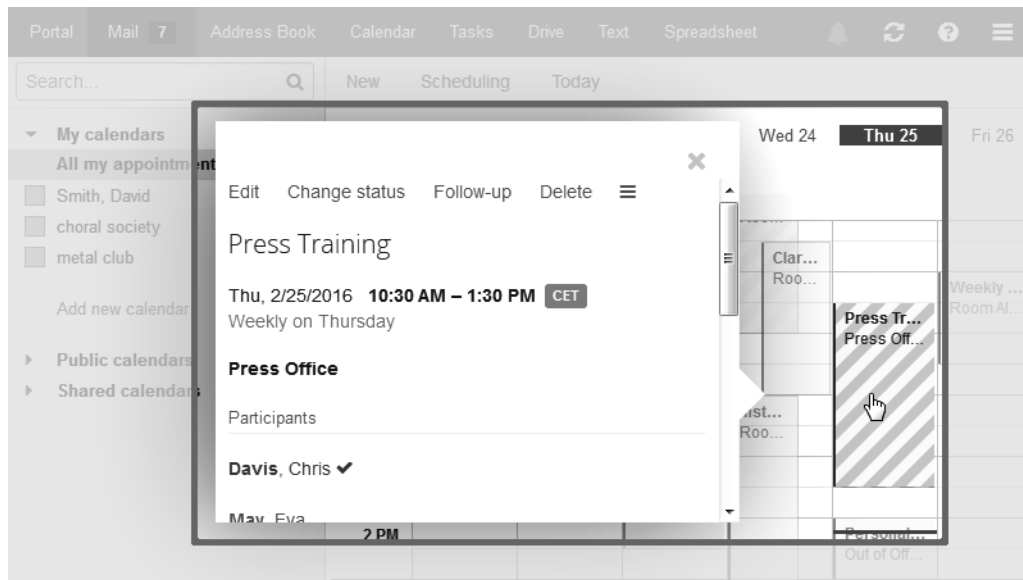 Portal Mail 7 Address Book Calendar Tasks Drive Text Spreadsheet
Search... New Scheduling Today
My calendars
All my appointment
Smith, David
choral society
metal club
Add new calendar
Public calendars
Shared calendars
Wed 24 Thu 25 Fri 26
Edit Change status Follow-up Delete
Press Training
Thu, 2/25/2016 10:30 AM – 1:30 PM CET
Weekly on Thursday
Press Office
Participants
Davis, Chris
May, Eva
Clar...
Roo...
Press Tr...
Press Off...
Weekly ...
Room Al...
Roo...
2 PM
Personal...
Out of Off...